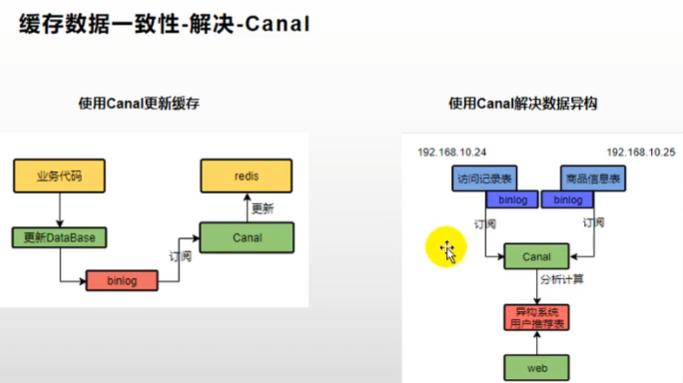 缓存数据一致性-解决-Canal
使用Canal更新缓存
使用Canal解决数据异构
业务代码
redis
更新
更新DataBase
Canal
订阅
binlog
192.168.10.24
192.168.10.25
访问记录表
商品信息表
binlog
binlog
订阅
订阅
Canal
分析计算
异构系统
用户推荐表
web